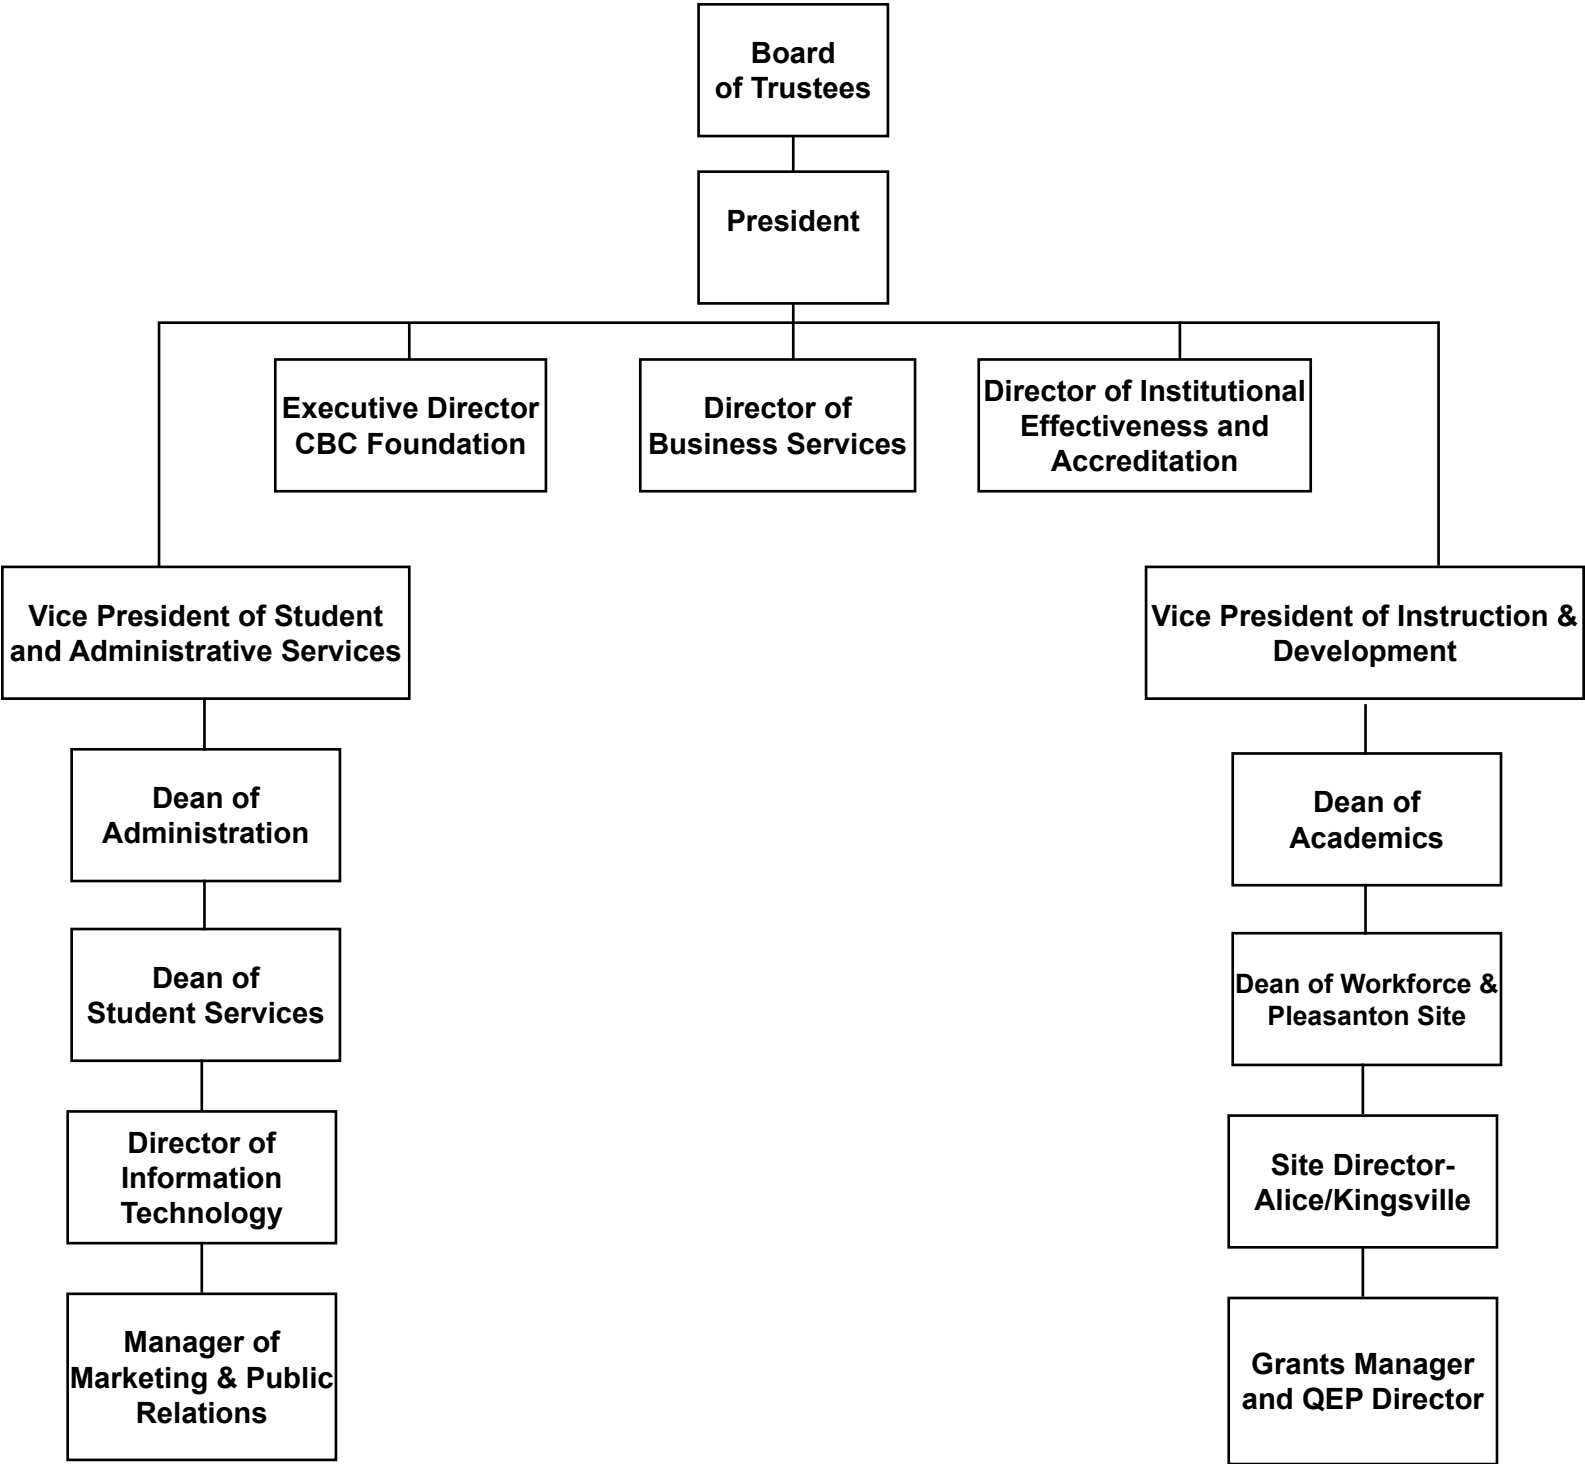 Board
of Trustees
President
Executive Director
CBC Foundation
Director of
Business Services
Director of Institutional
Effectiveness and
Accreditation
Vice President of Student
and Administrative Services
Vice President of Instruction &
Development
Dean of
Administration
Dean of
Academics
Dean of
Student Services
Dean of Workforce &
Pleasanton Site
Director of
Information
Technology
Site Director-
Alice/Kingsville
Manager of
Marketing & Public
Relations
Grants Manager
and QEP Director